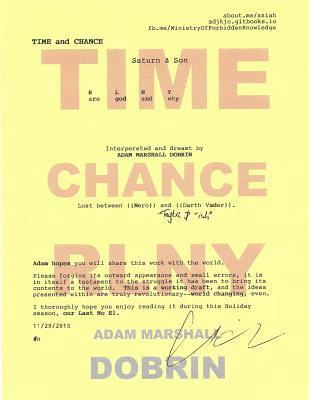 about.me/ssiah
adjkjc.gitbooks.io
fb.me/MinistryOfForbiddenKnowledge
TIME and CHANCE
TIME
Saturn & Son
R L N Y
are god and why
Interpereted and dreamt by
ADAM MARSHALL DOBRIN
CHANCE
Lost between ((Nero)) and ((Darth Vader)).
Adam hopes you will share this work with the world.
Please forgive its outward appearance and small errors, it is
in itself a testament to the struggle it has been to bring its
contents to the world. This is a working draft, and the ideas
presented within are truly revolutionary--world changing, even.
I thoroughly hope you enjoy reading it during this Holiday
season, our Last No El.
11/29/2015
#n
ADAM MARSHALL
DOBRIN